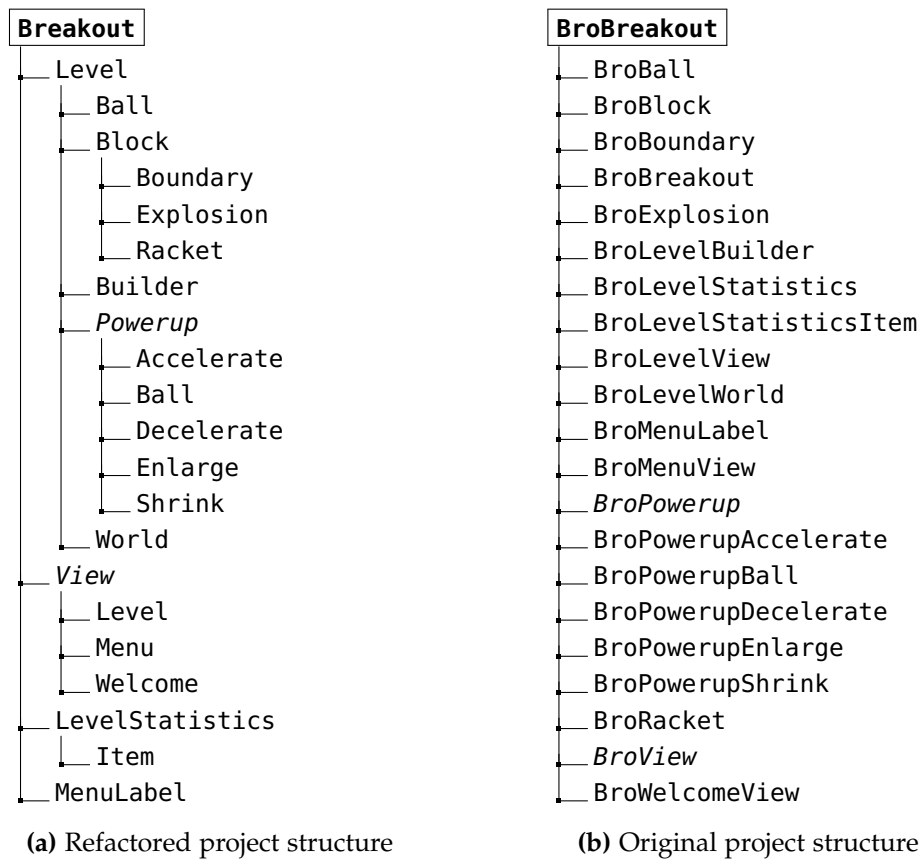 Breakout
Level
Ball
Block
Boundary
Explosion
Racket
Builder
Powerup
Accelerate
Ball
Decelerate
Enlarge
Shrink
World
View
Level
Menu
Welcome
LevelStatistics
Item
MenuLabel
(a) Refactored project structure
BroBreakout
BroBall
BroBlock
BroBoundary
BroBreakout
BroExplosion
BroLevelBuilder
BroLevelStatistics
BroLevelStatisticsItem
BroLevelView
BroLevelWorld
BroMenuLabel
BroMenuView
BroPowerup
BroPowerupAccelerate
BroPowerupBall
BroPowerupDecelerate
BroPowerupEnlarge
BroPowerupShrink
BroRacket
BroView
BroWelcomeView
(b) Original project structure